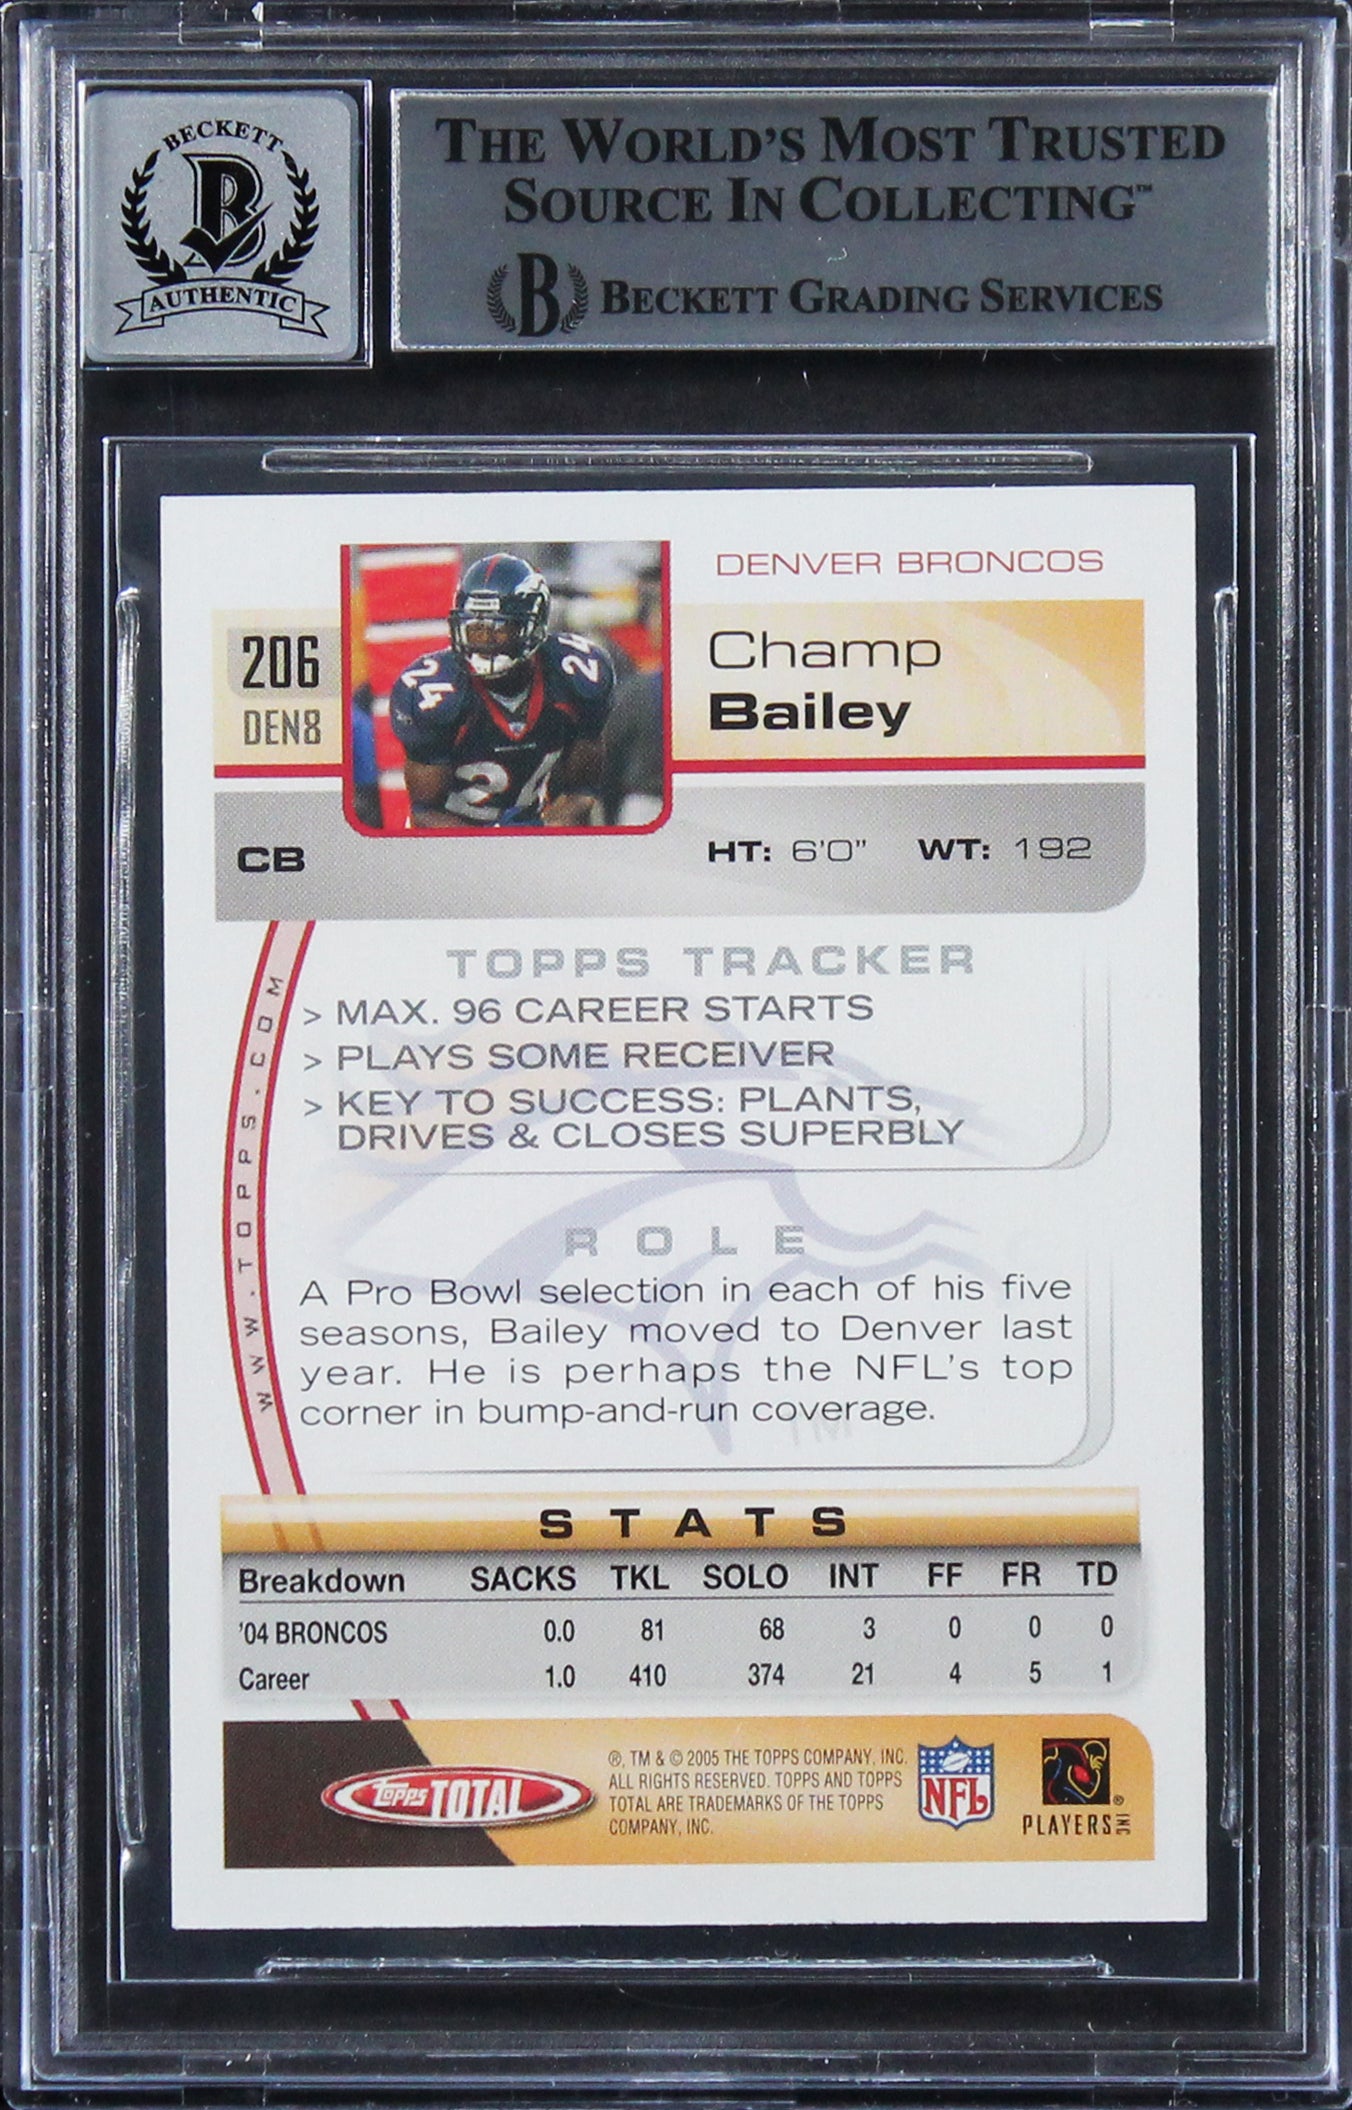 BECKETT
B
AUTHENTIC
THE WORLD'S MOST TRUSTED
SOURCE IN COLLECTING™
B BECKETT GRADING SERVICES
DENVER BRONCOS
206
DEN8
Champ
Bailey
24
24
24
CB
HT: 6'0" WT: 192
WWW.TOPPS.COM
TOPPS TRACKER
> MAX. 96 CAREER STARTS
> PLAYS SOME RECEIVER
> KEY TO SUCCESS: PLANTS,
DRIVES & CLOSES SUPERBLY
ROLE
A Pro Bowl selection in each of his five
seasons, Bailey moved to Denver last
year. He is perhaps the NFL's top
corner in bump-and-run coverage.
TM
STATS
Breakdown SACKS TKL SOLO INT FF FR TD
'04 BRONCOS 0.0 81 68 3 0 0 0
Career 1.0 410 374 21 4 5 1
Topps TOTAL
®, TM & © 2005 THE TOPPS COMPANY, INC.
ALL RIGHTS RESERVED. TOPPS AND TOPPS
TOTAL ARE TRADEMARKS OF THE TOPPS
COMPANY, INC.
NFL
®
PLAYERS INC